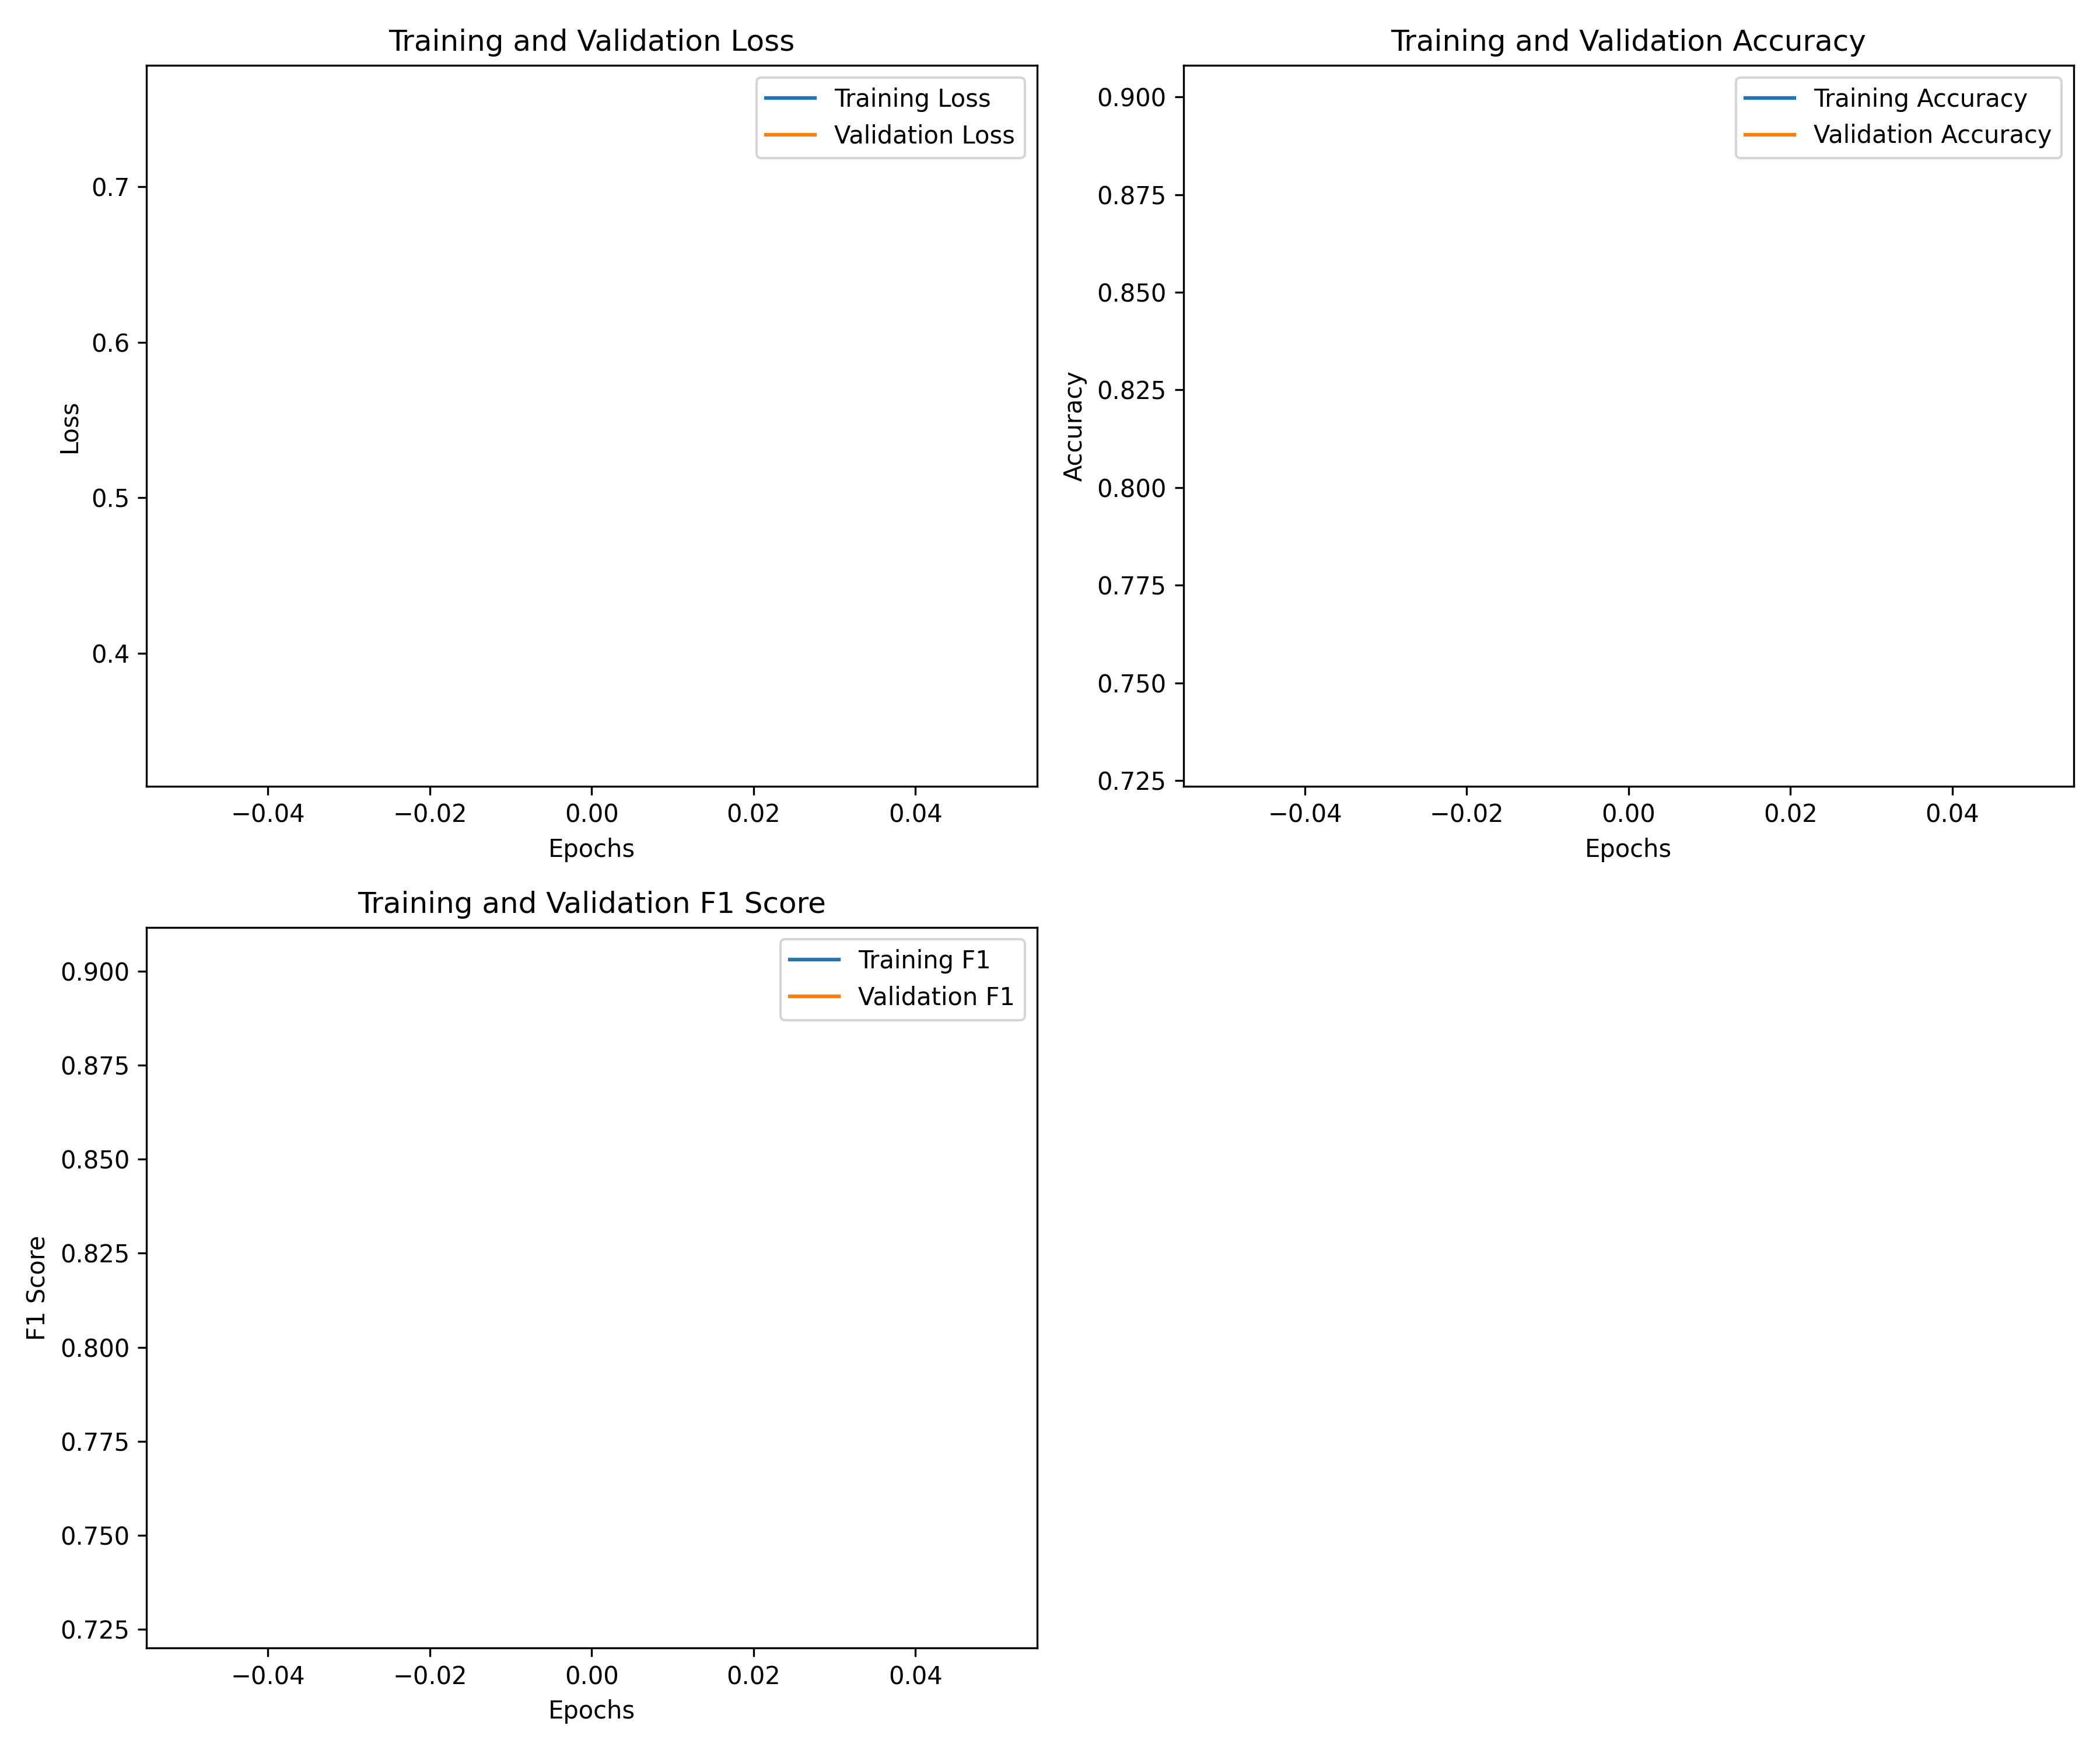 Training and Validation Loss
Training Loss
Validation Loss
0.7
0.6
0.5
0.4
Loss
−0.04
−0.02
0.00
0.02
0.04
Epochs
Training and Validation Accuracy
Training Accuracy
Validation Accuracy
0.900
0.875
0.850
0.825
0.800
0.775
0.750
0.725
Accuracy
−0.04
−0.02
0.00
0.02
0.04
Epochs
Training and Validation F1 Score
Training F1
Validation F1
0.900
0.875
0.850
0.825
0.800
0.775
0.750
0.725
F1 Score
−0.04
−0.02
0.00
0.02
0.04
Epochs